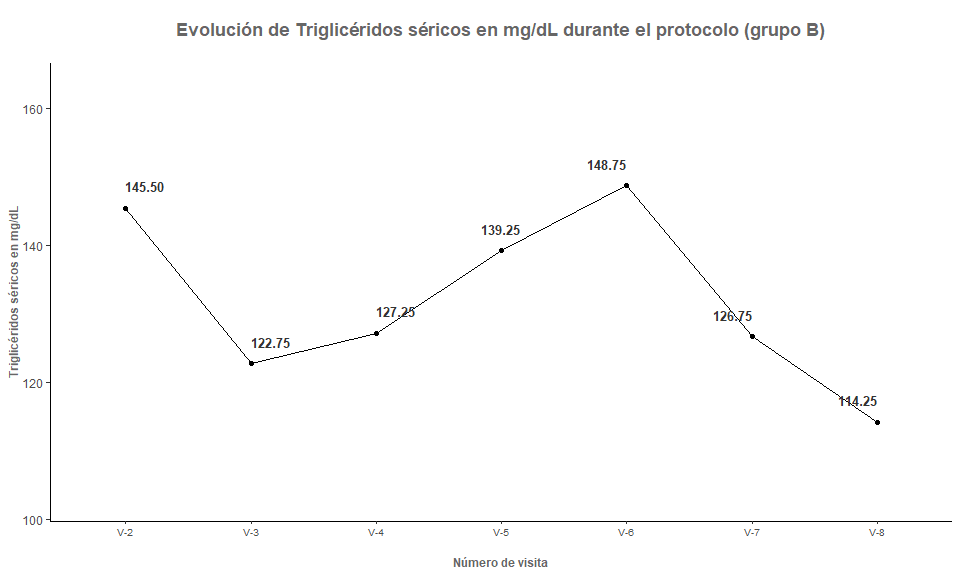 Evolución de Triglicéridos séricos en mg/dL durante el protocolo (grupo B)
Triglicéridos séricos en mg/dL
160
140
120
100
145.50
122.75
127.25
139.25
148.75
126.75
114.25
V-2
V-3
V-4
V-5
V-6
V-7
V-8
Número de visita